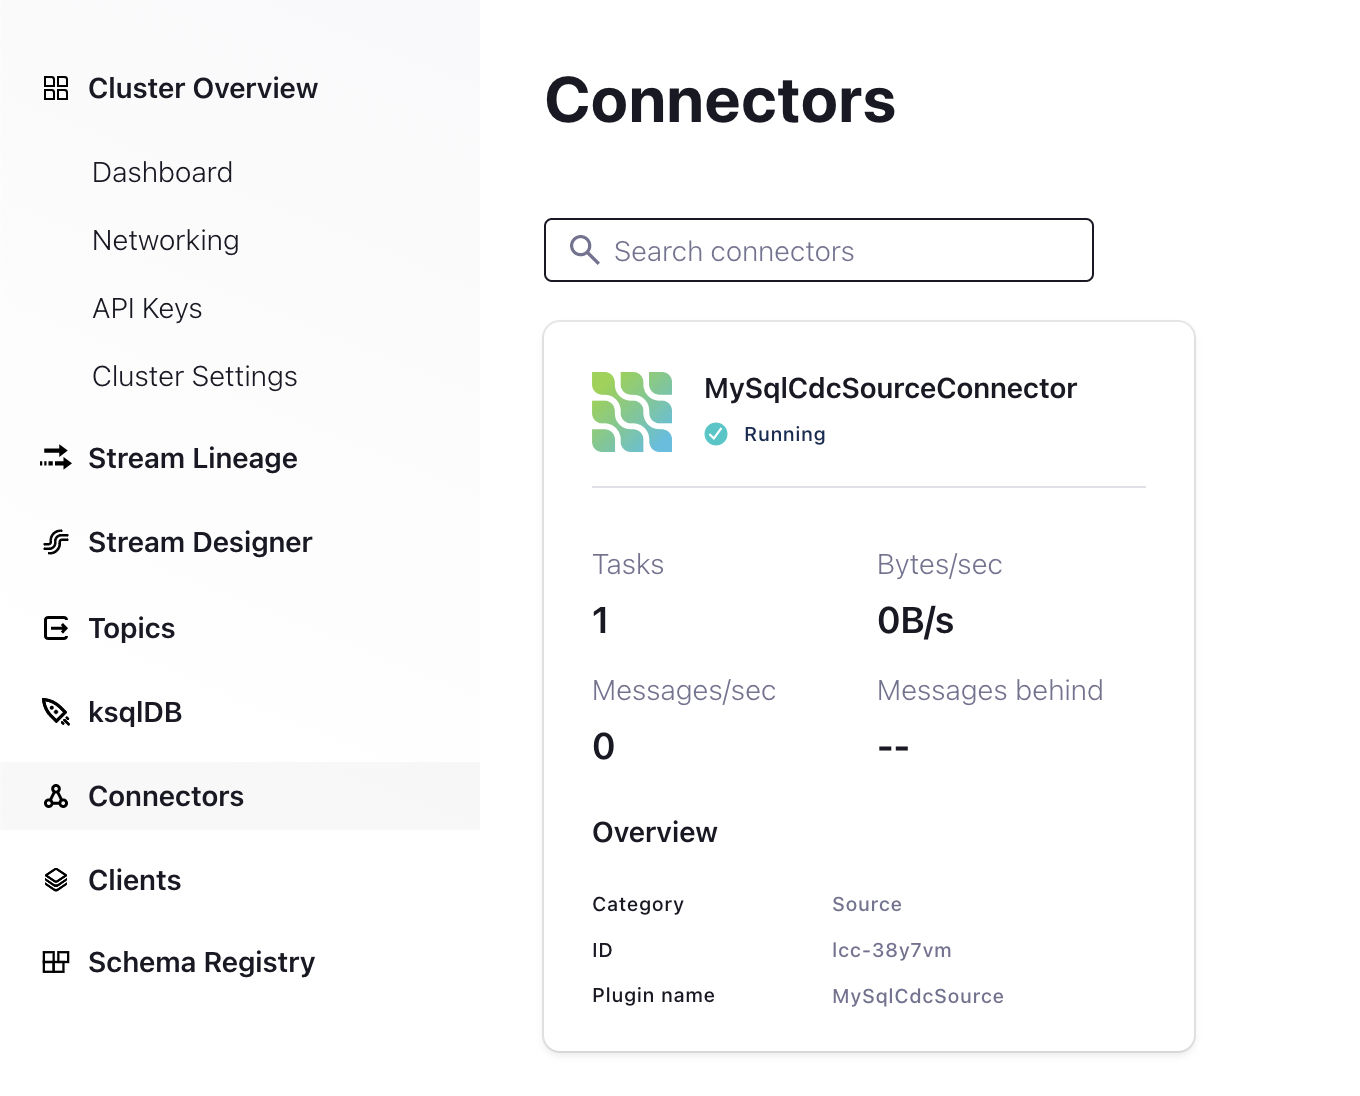 Cluster Overview
Dashboard
Networking
API Keys
Cluster Settings
Stream Lineage
Stream Designer
Topics
ksqlDB
Connectors
Clients
Schema Registry
Connectors
Search connectors
MySqlCdcSourceConnector
Running
Tasks Bytes/sec
1 0B/s
Messages/sec Messages behind
0 --
Overview
Category Source
ID lcc-38y7vm
Plugin name MySqlCdcSource